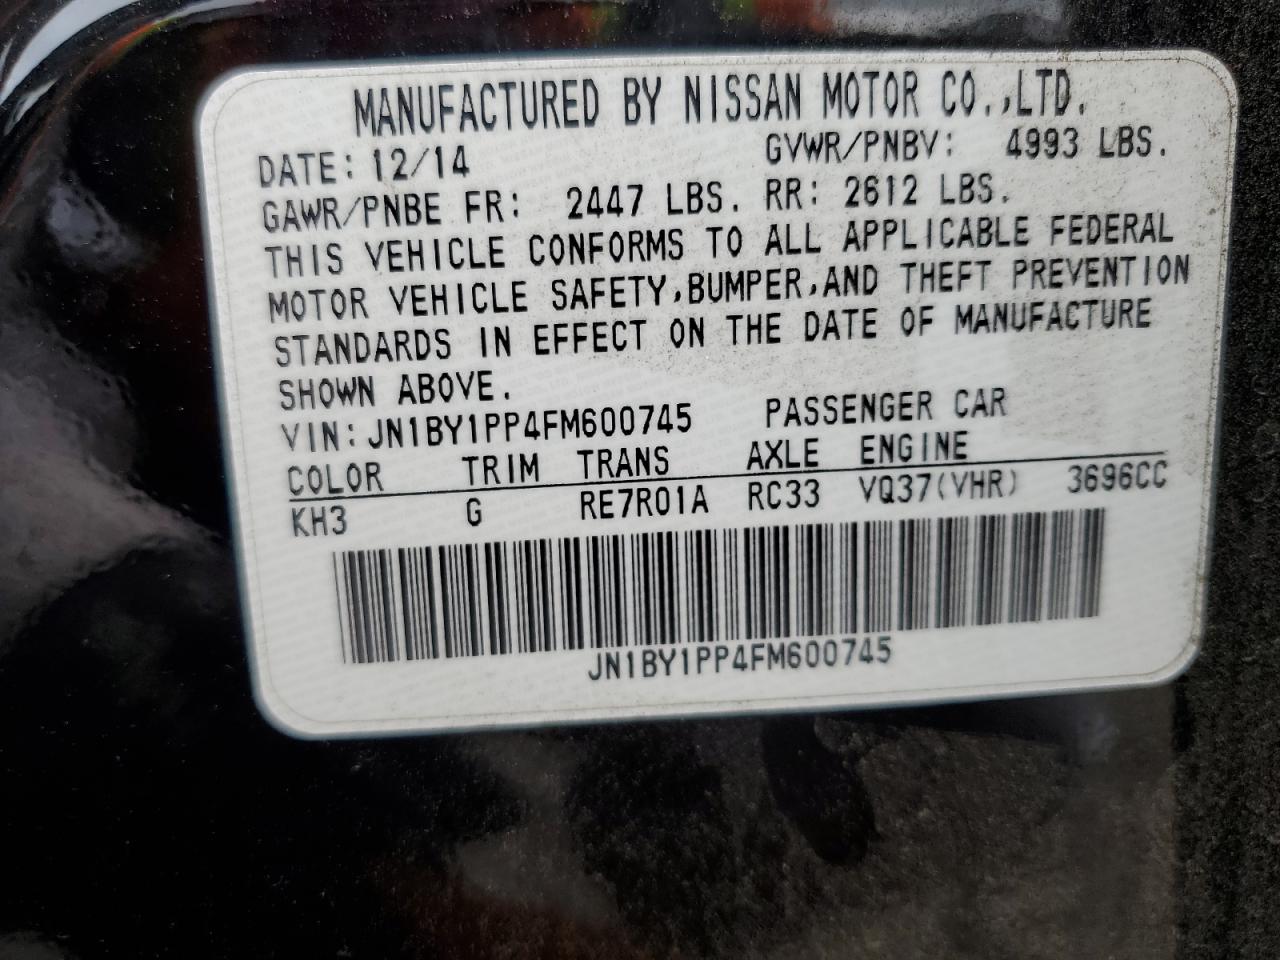 MANUFACTURED BY NISSAN MOTOR CO.,LTD.
DATE: 12/14 GVWR/PNBV: 4993 LBS.
GAWR/PNBE FR: 2447 LBS. RR: 2612 LBS.
THIS VEHICLE CONFORMS TO ALL APPLICABLE FEDERAL
MOTOR VEHICLE SAFETY,BUMPER,AND THEFT PREVENTION
STANDARDS IN EFFECT ON THE DATE OF MANUFACTURE
SHOWN ABOVE.
VIN: JN1BY1PP4FM600745 PASSENGER CAR
COLOR TRIM TRANS AXLE ENGINE
KH3 G RE7R01A RC33 VQ37(VHR) 3696CC
JN1BY1PP4FM600745